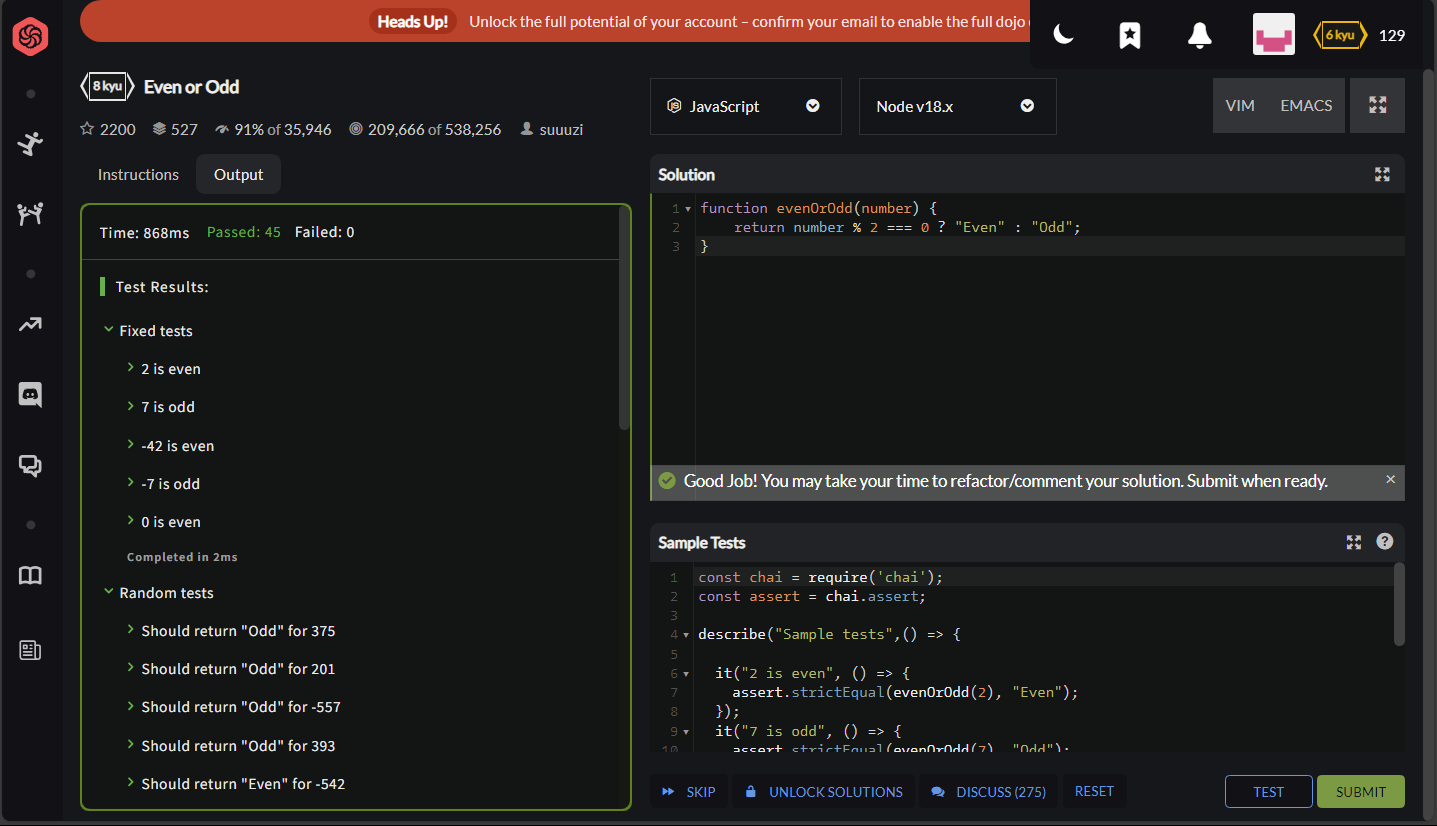 Heads Up! Unlock the full potential of your account – confirm your email to enable the full dojo
6 kyu 129
8 kyu Even or Odd
2200 527 91% of 35,946 209,666 of 538,256 suuuzi
JavaScript Node v18.x VIM EMACS
Instructions Output
Time: 868ms Passed: 45 Failed: 0
Test Results:
Fixed tests
2 is even
7 is odd
-42 is even
-7 is odd
0 is even
Completed in 2ms
Random tests
Should return "Odd" for 375
Should return "Odd" for 201
Should return "Odd" for -557
Should return "Odd" for 393
Should return "Even" for -542
Solution
1 function evenOrOdd(number) {
2 return number % 2 === 0 ? "Even" : "Odd";
3 }
Good Job! You may take your time to refactor/comment your solution. Submit when ready.
Sample Tests
1 const chai = require('chai');
2 const assert = chai.assert;
3
4 describe("Sample tests",() => {
5
6 it("2 is even", () => {
7 assert.strictEqual(evenOrOdd(2), "Even");
8 });
9 it("7 is odd", () => {
10 assert.strictEqual(evenOrOdd(7), "Odd");
SKIP UNLOCK SOLUTIONS DISCUSS (275) RESET TEST SUBMIT